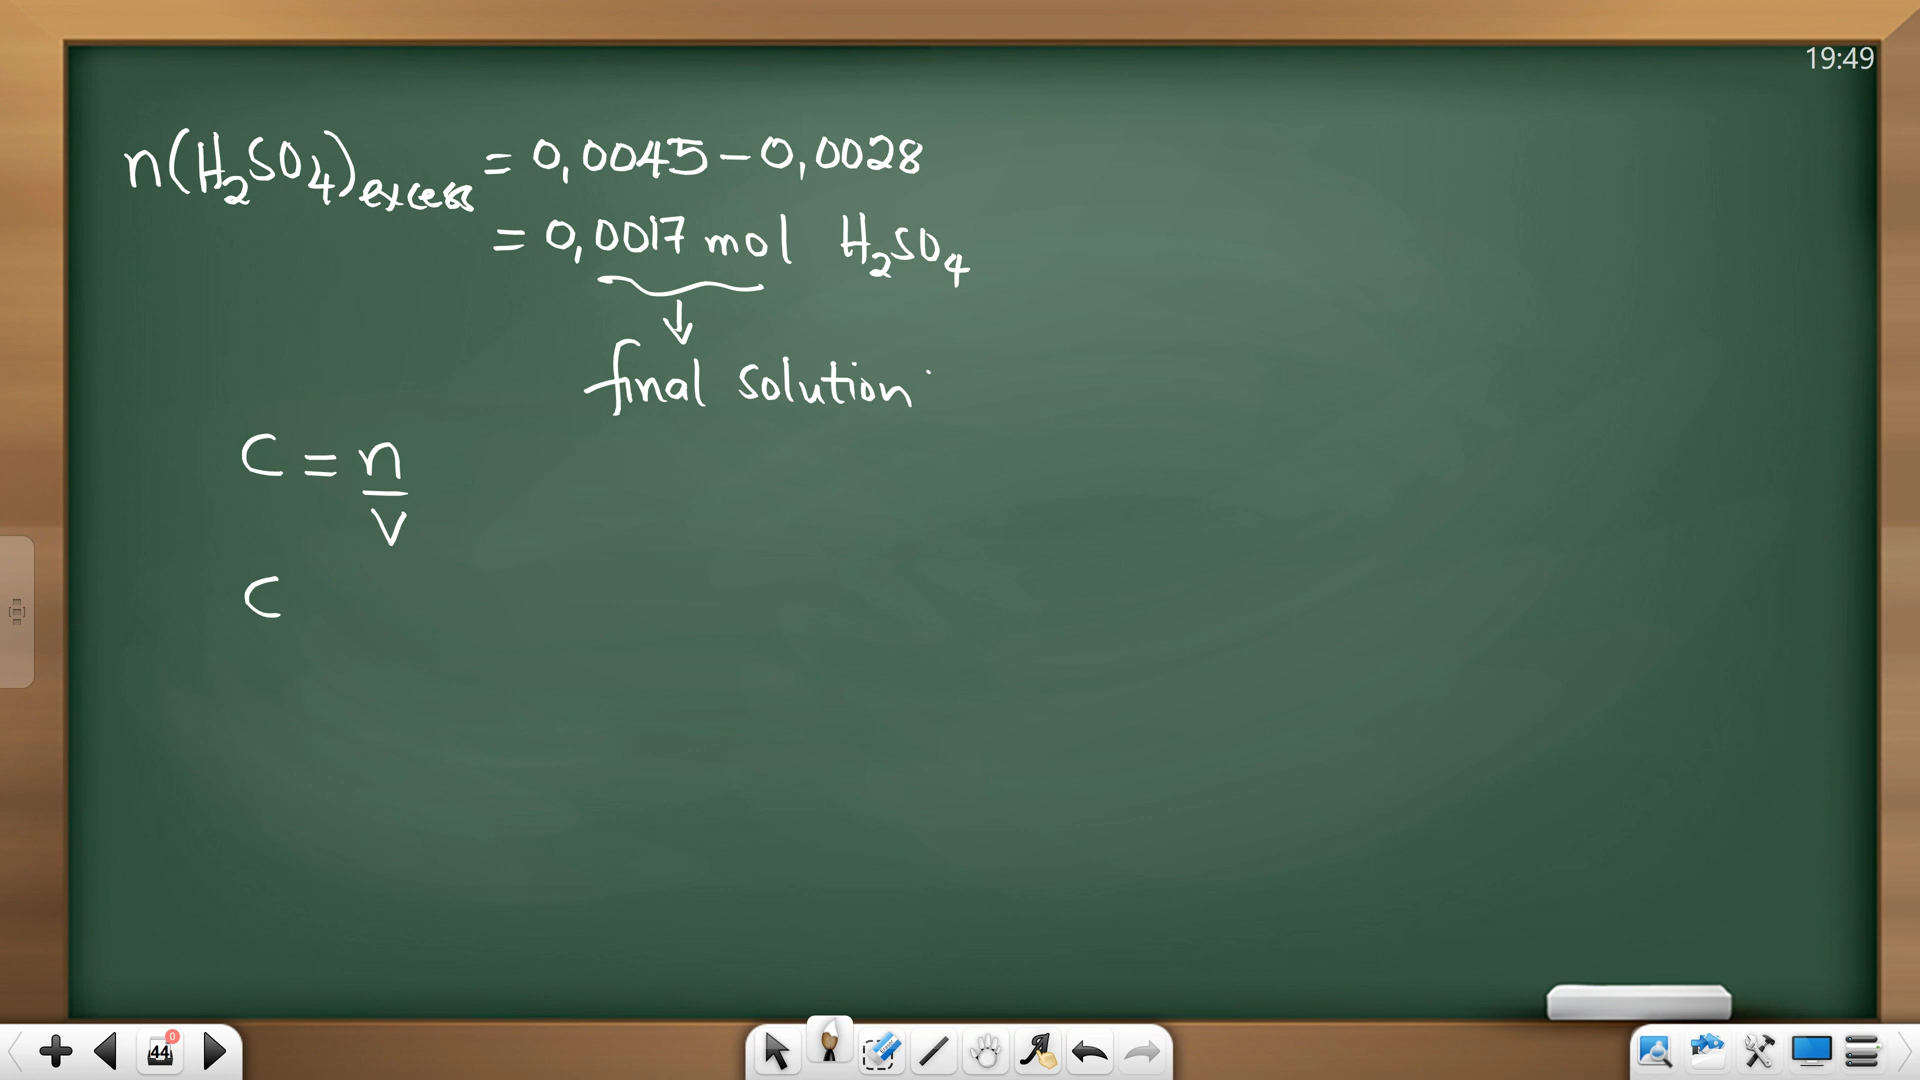 19:49
n(H₂SO₄)excess = 0,0045 – 0,0028
= 0,0017 mol H₂SO₄
↓
final solution
C = n
V
C
44
0